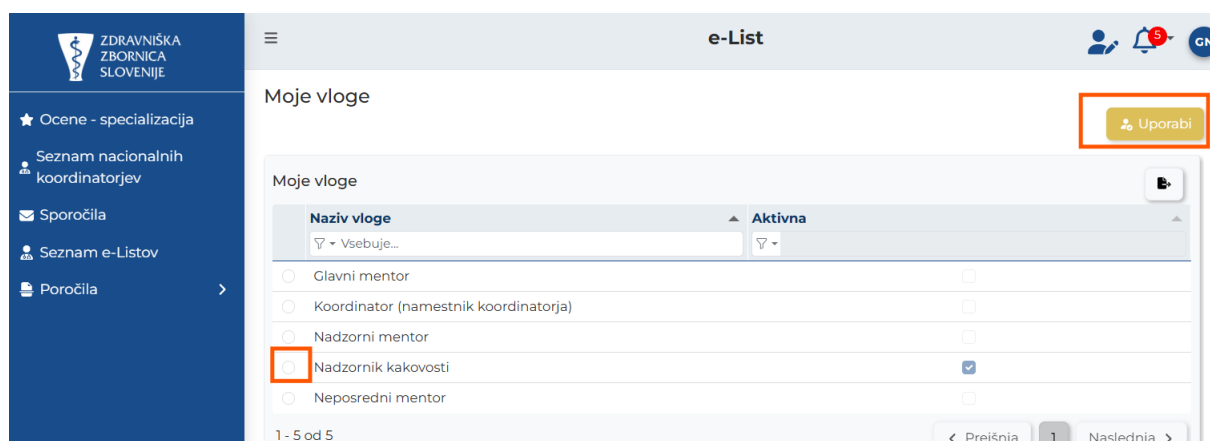 ZDRAVNIŠKA
ZBORNICA
SLOVENIJE
e-List
5
Moje vloge
Ocene - specializacija
Uporabi
Seznam nacionalnih
koordinatorjev
Moje vloge
Sporočila
Naziv vloge Aktivna
Vsebuje...
Seznam e-Listov
Glavni mentor
Poročila
Koordinator (namestnik koordinatorja)
Nadzorni mentor
Nadzornik kakovosti
Neposredni mentor
1 - 5 od 5
Prejšnja 1 Naslednja